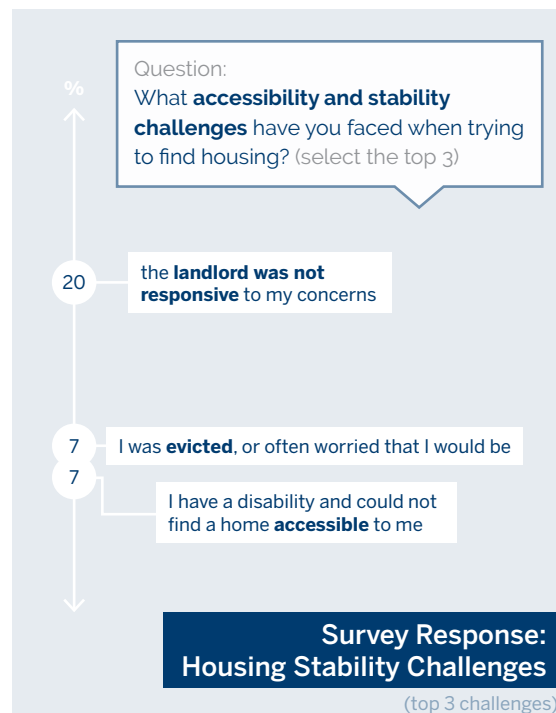 Question:
What accessibility and stability
challenges have you faced when trying
to find housing? (select the top 3)
%
20
the landlord was not
responsive to my concerns
7
I was evicted, or often worried that I would be
7
I have a disability and could not
find a home accessible to me
Survey Response:
Housing Stability Challenges
(top 3 challenges)